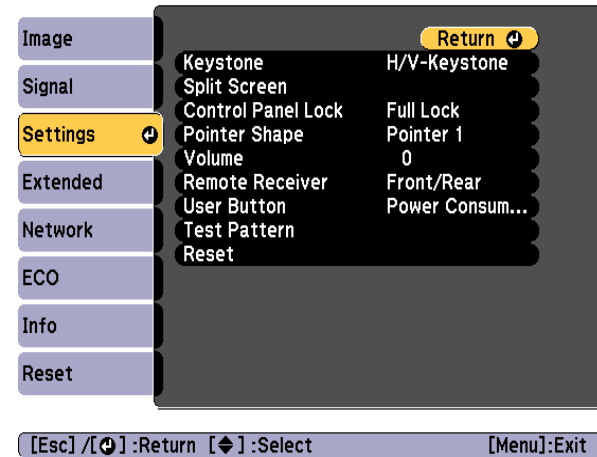 Image
Signal
Settings
Extended
Network
ECO
Info
Reset
Return
Keystone H/V-Keystone
Split Screen
Control Panel Lock Full Lock
Pointer Shape Pointer 1
Volume 0
Remote Receiver Front/Rear
User Button Power Consum...
Test Pattern
Reset
[Esc] /[ ] :Return [ ] :Select [Menu]:Exit